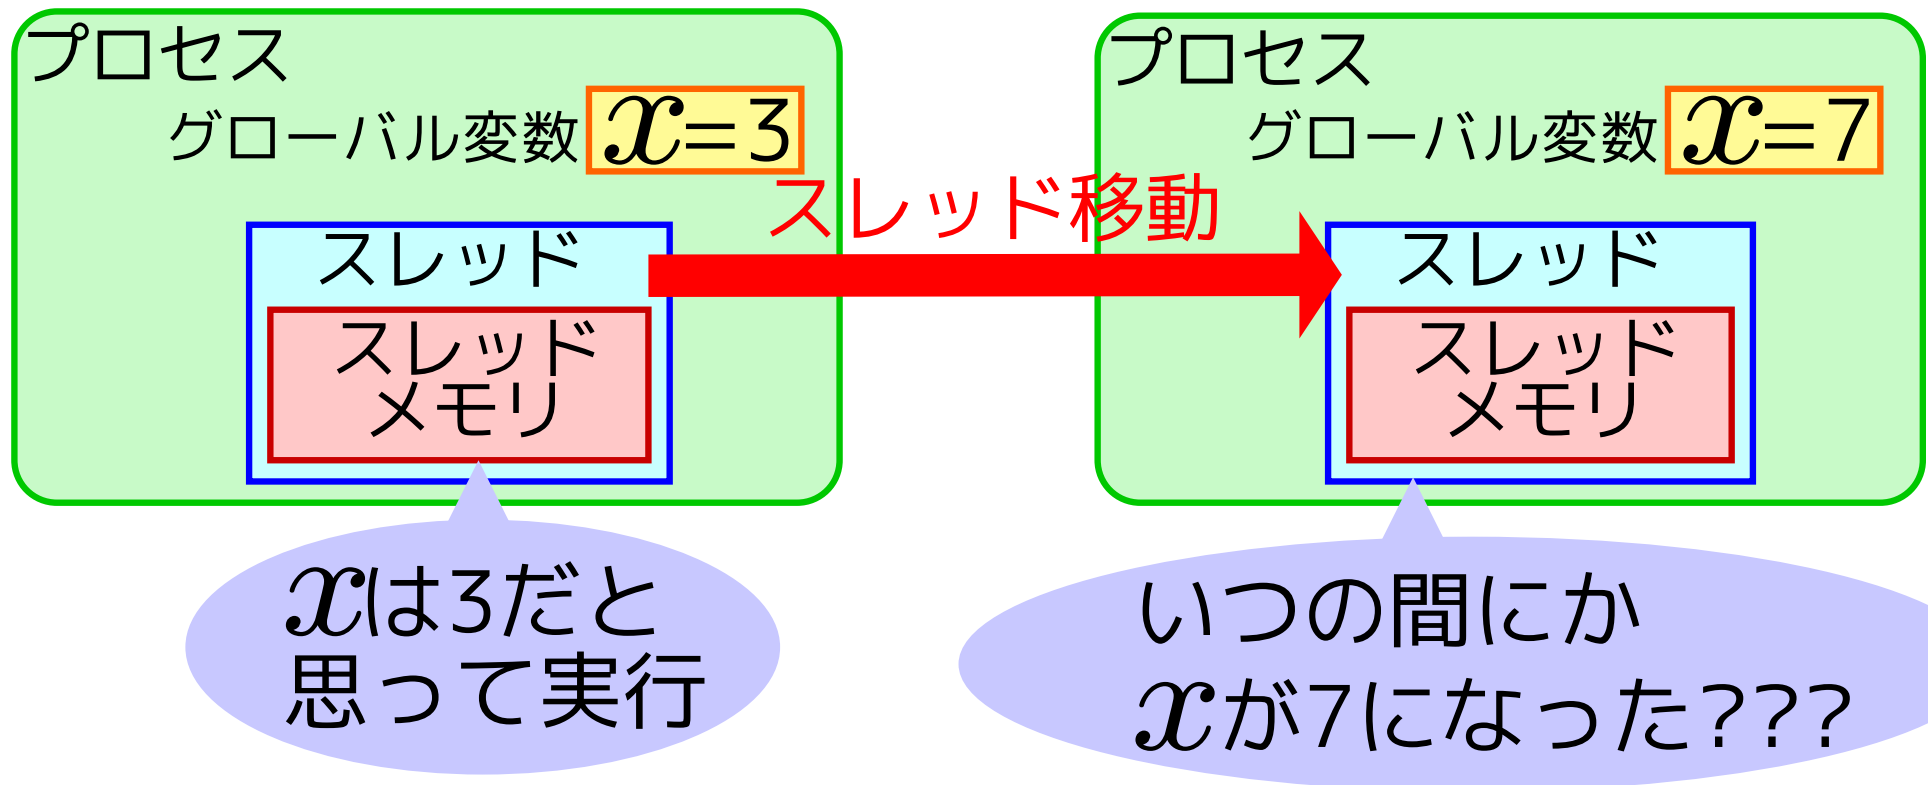 プロセス
グローバル変数 x=3
スレッド
スレッド
メモリ
xは3だと
思って実行
スレッド移動
プロセス
グローバル変数 x=7
スレッド
スレッド
メモリ
いつの間にか
xが7になった???